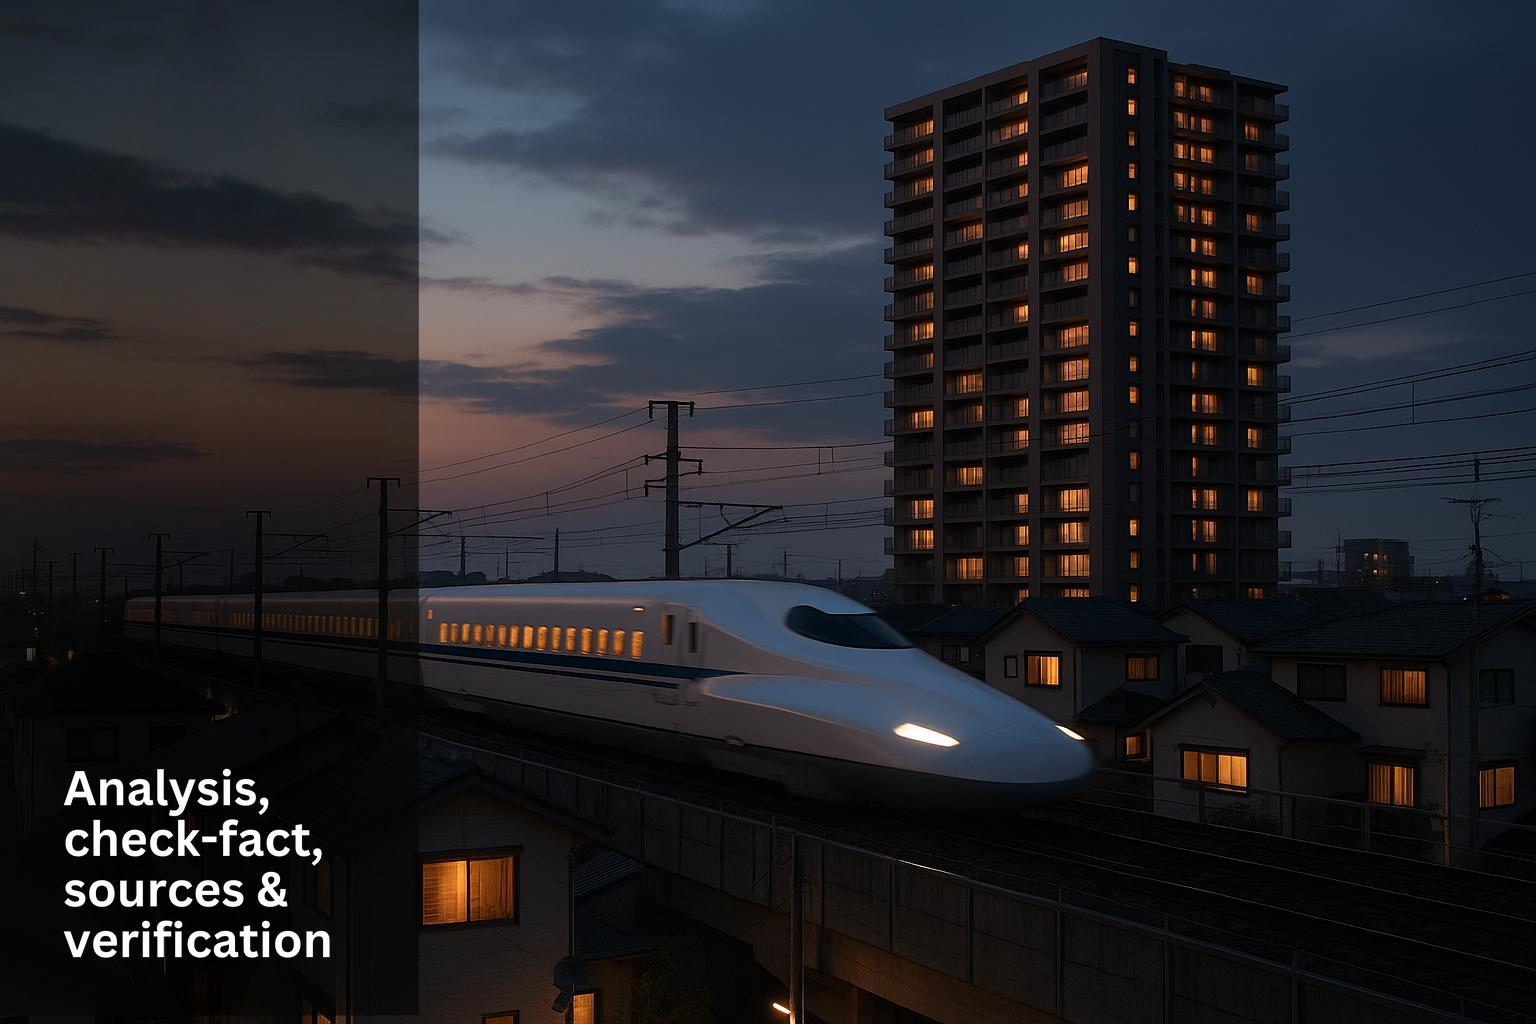 Analysis,
check-fact,
sources &
verification